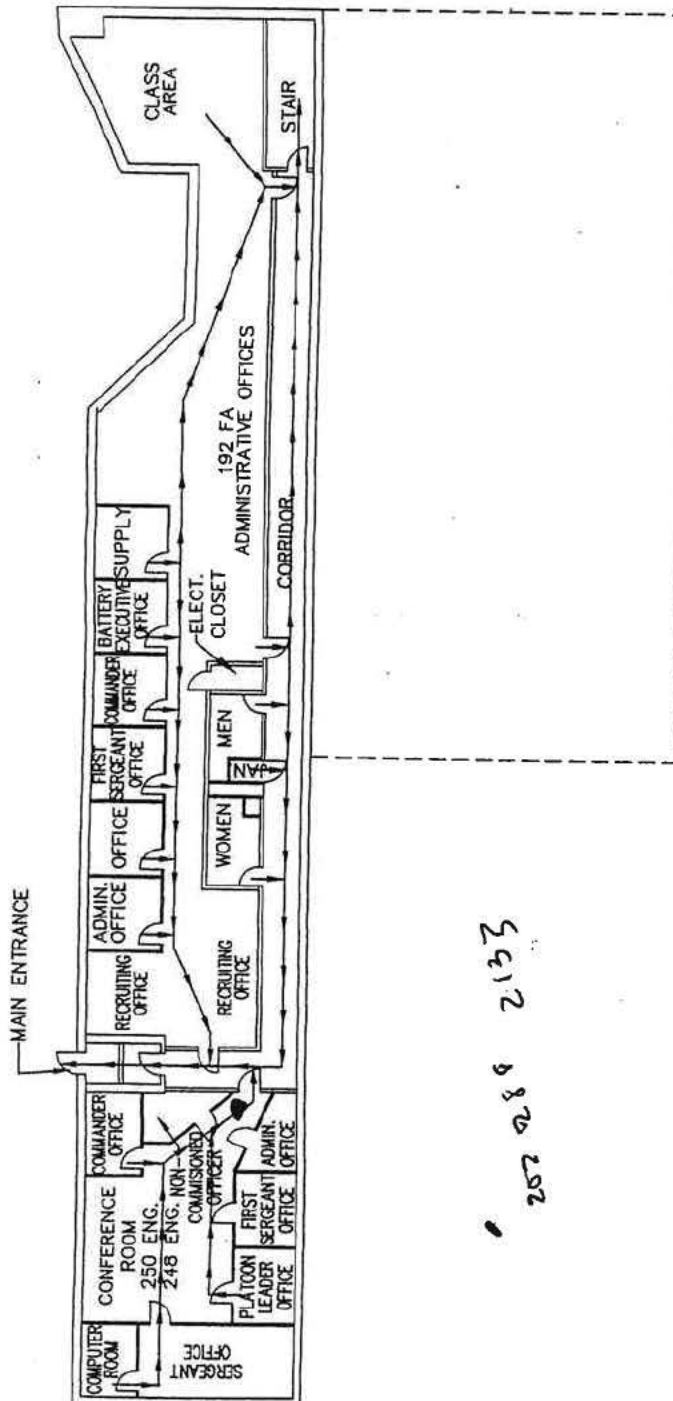 MAIN ENTRANCE
COMPUTER
ROOM
SERGEANT
OFFICE
CONFERENCE
ROOM
250 ENG.
248 ENG.
COMMANDER
OFFICE
NON-
COMMISIONED
OFFICER
PLATOON
LEADER
OFFICE
FIRST
SERGEANT
OFFICE
ADMIN.
OFFICE
RECRUITING
OFFICE
RECRUITING
OFFICE
ADMIN.
OFFICE
OFFICE
FIRST
SERGEANT
OFFICE
COMMANDER
OFFICE
BATTERY
EXECUTIVE
OFFICE
SUPPLY
WOMEN
JAN
MEN
ELECT.
CLOSET
192 FA
ADMINISTRATIVE OFFICES
CORRIDOR
CLASS
AREA
STAIR
2133